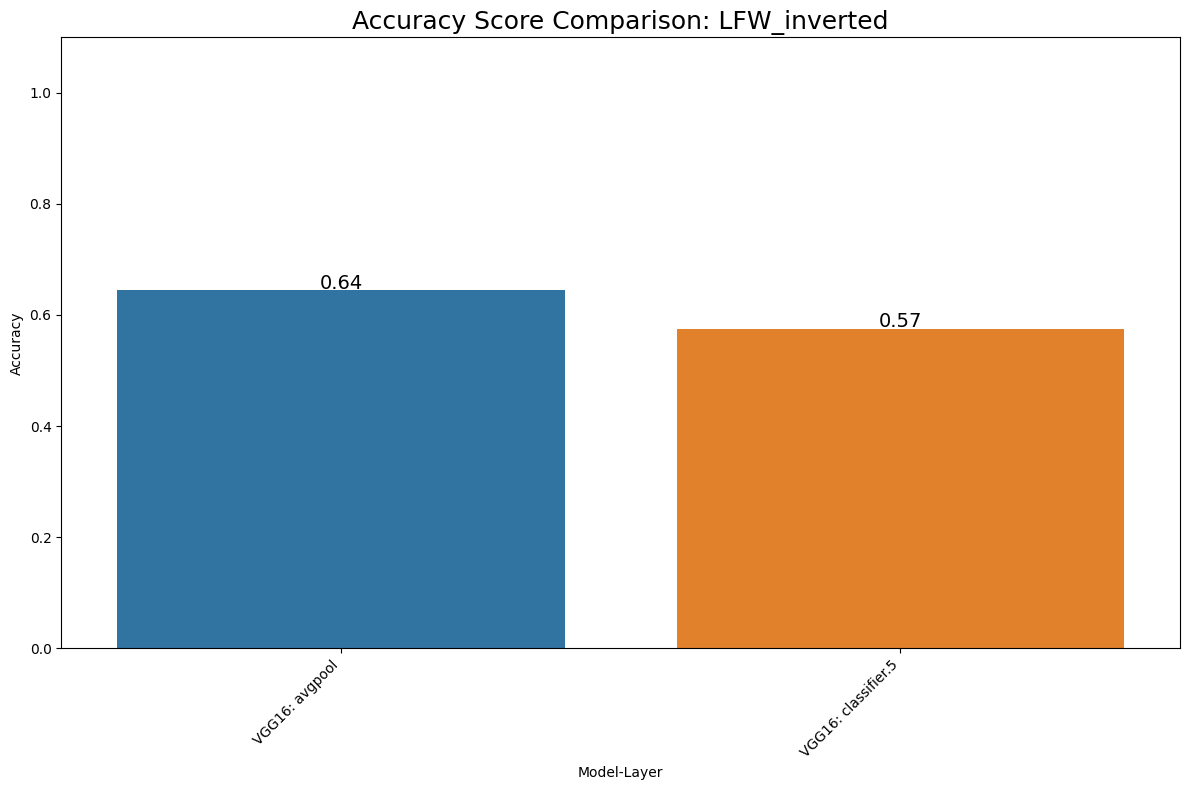 Accuracy Score Comparison: LFW_inverted
1.0
0.8
0.6
0.4
0.2
0.0
Accuracy
0.64
0.57
VGG16: avgpool
VGG16: classifier.5
Model-Layer